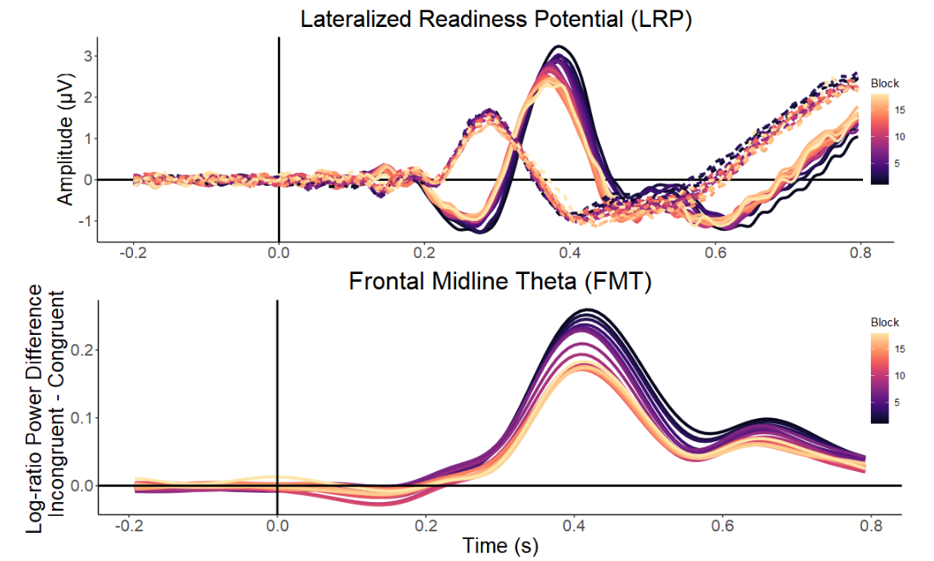 Lateralized Readiness Potential (LRP)
Amplitude (µV)
3
2
1
0
-1
-0.2 0.0 0.2 0.4 0.6 0.8
Block
15
10
5
Frontal Midline Theta (FMT)
Log-ratio Power Difference
Incongruent - Congruent
0.2
0.1
0.0
-0.2 0.0 0.2 0.4 0.6 0.8
Time (s)
Block
15
10
5